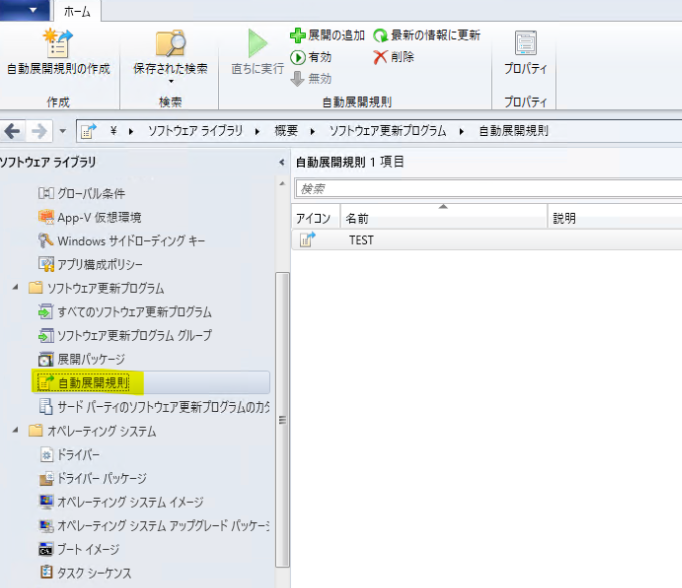 ホーム
自動展開規則の作成
作成
保存された検索
検索
直ちに実行
展開の追加
有効
無効
最新の情報に更新
削除
自動展開規則
プロパティ
プロパティ
¥ ソフトウェア ライブラリ 概要 ソフトウェア更新プログラム 自動展開規則
ソフトウェア ライブラリ
グローバル条件
App-V 仮想環境
Windows サイドローディング キー
アプリ構成ポリシー
ソフトウェア更新プログラム
すべてのソフトウェア更新プログラム
ソフトウェア更新プログラム グループ
展開パッケージ
自動展開規則
サード パーティのソフトウェア更新プログラムのカタ
オペレーティング システム
ドライバー
ドライバー パッケージ
オペレーティング システム イメージ
オペレーティング システム アップグレード パッケージ
ブート イメージ
タスク シーケンス
自動展開規則 1 項目
検索
アイコン 名前 説明
TEST